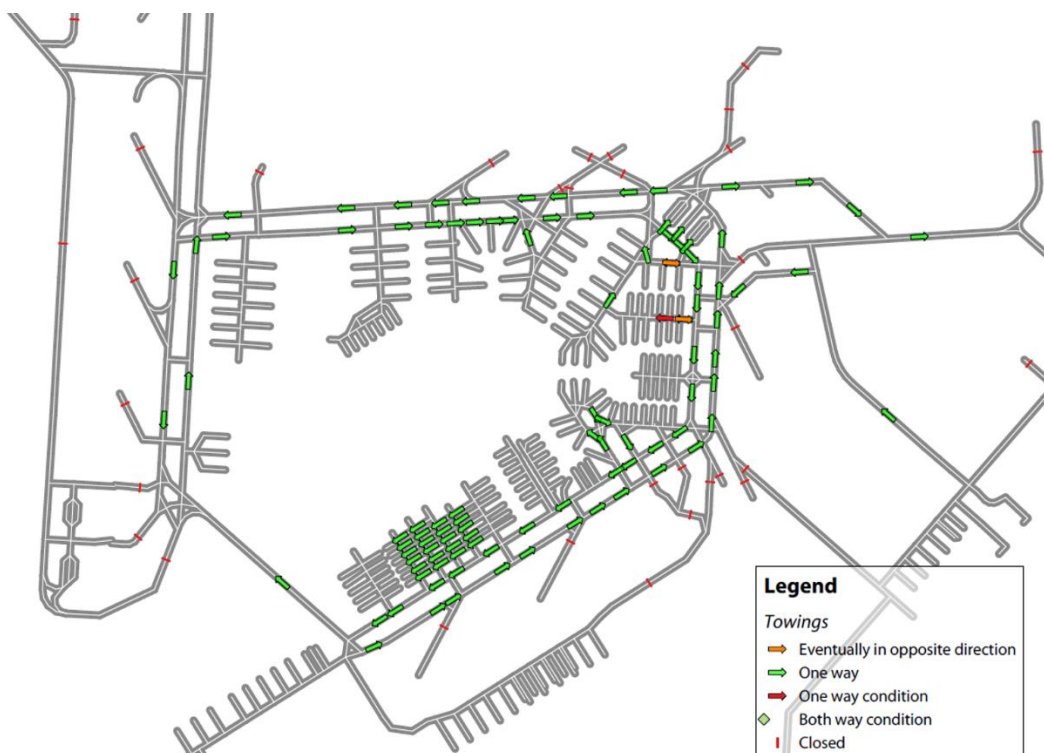 Legend
Towings
Eventually in opposite direction
One way
One way condition
Both way condition
Closed